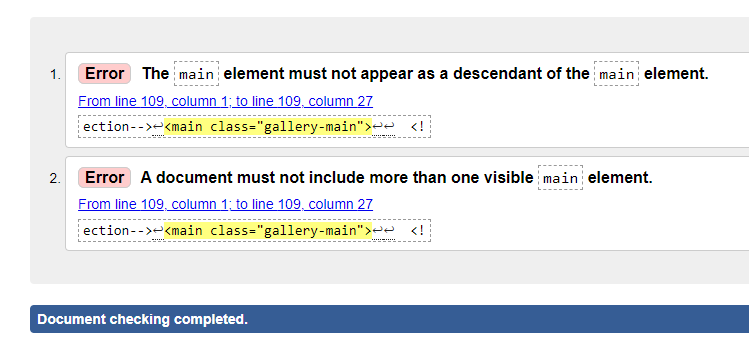 1. Error The main element must not appear as a descendant of the main element.
From line 109, column 1; to line 109, column 27
ection-->↩<main class="gallery-main">↩↩ <!
2. Error A document must not include more than one visible main element.
From line 109, column 1; to line 109, column 27
ection-->↩<main class="gallery-main">↩↩ <!
Document checking completed.